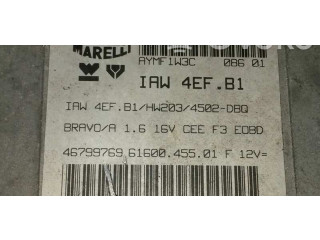 MARELLI
AYMF1W3C 086 01
IAW 4EF.B1
IAW 4EF.B1/HW203/4502-DBQ
BRAVO/A 1.6 16V CEE F3 EOBD
46799769 61600.455.01 F 12V=